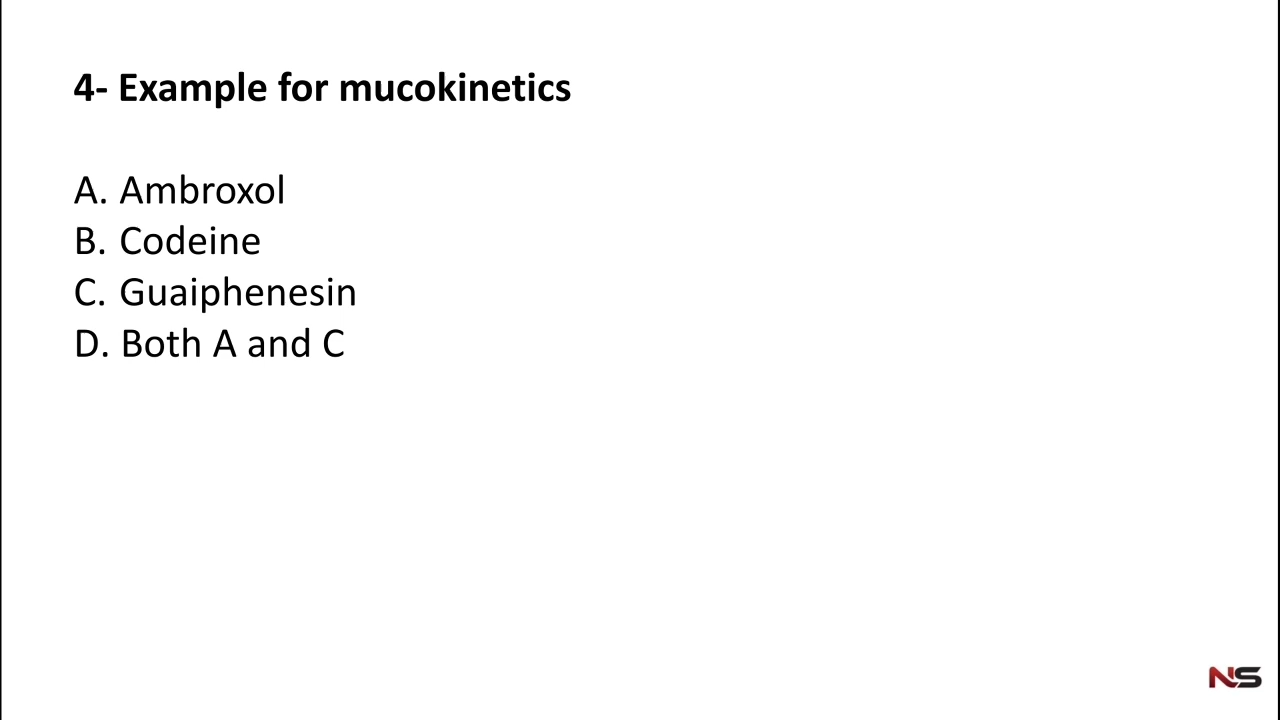 4- Example for mucokinetics
A. Ambroxol
B. Codeine
C. Guaiphenesin
D. Both A and C
NS